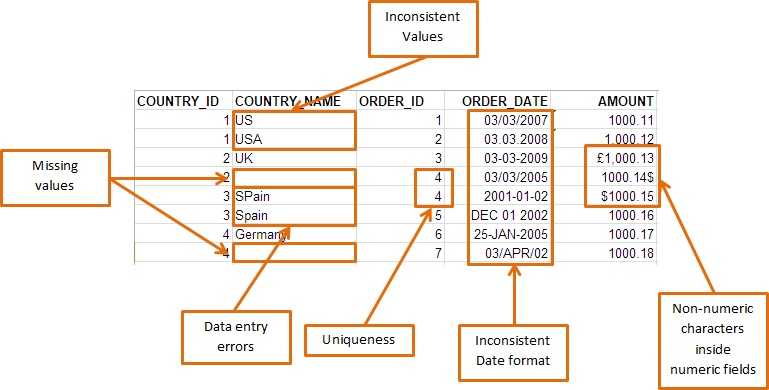 Inconsistent
Values
COUNTRY_ID COUNTRY_NAME ORDER_ID ORDER_DATE AMOUNT
1 US 1 03/03/2007 1000.11
1 USA 2 03.03.2008 1,000.12
2 UK 3 03-03-2009 £1,000.13
2 4 03/03/2005 1000.14$
3 SPain 4 2001-01-02 $1000.15
3 Spain 5 DEC 01 2002 1000.16
4 Germany 6 25-JAN-2005 1000.17
4 7 03/APR/02 1000.18
Missing
values
Data entry
errors
Uniqueness
Inconsistent
Date format
Non-numeric
characters
inside
numeric fields